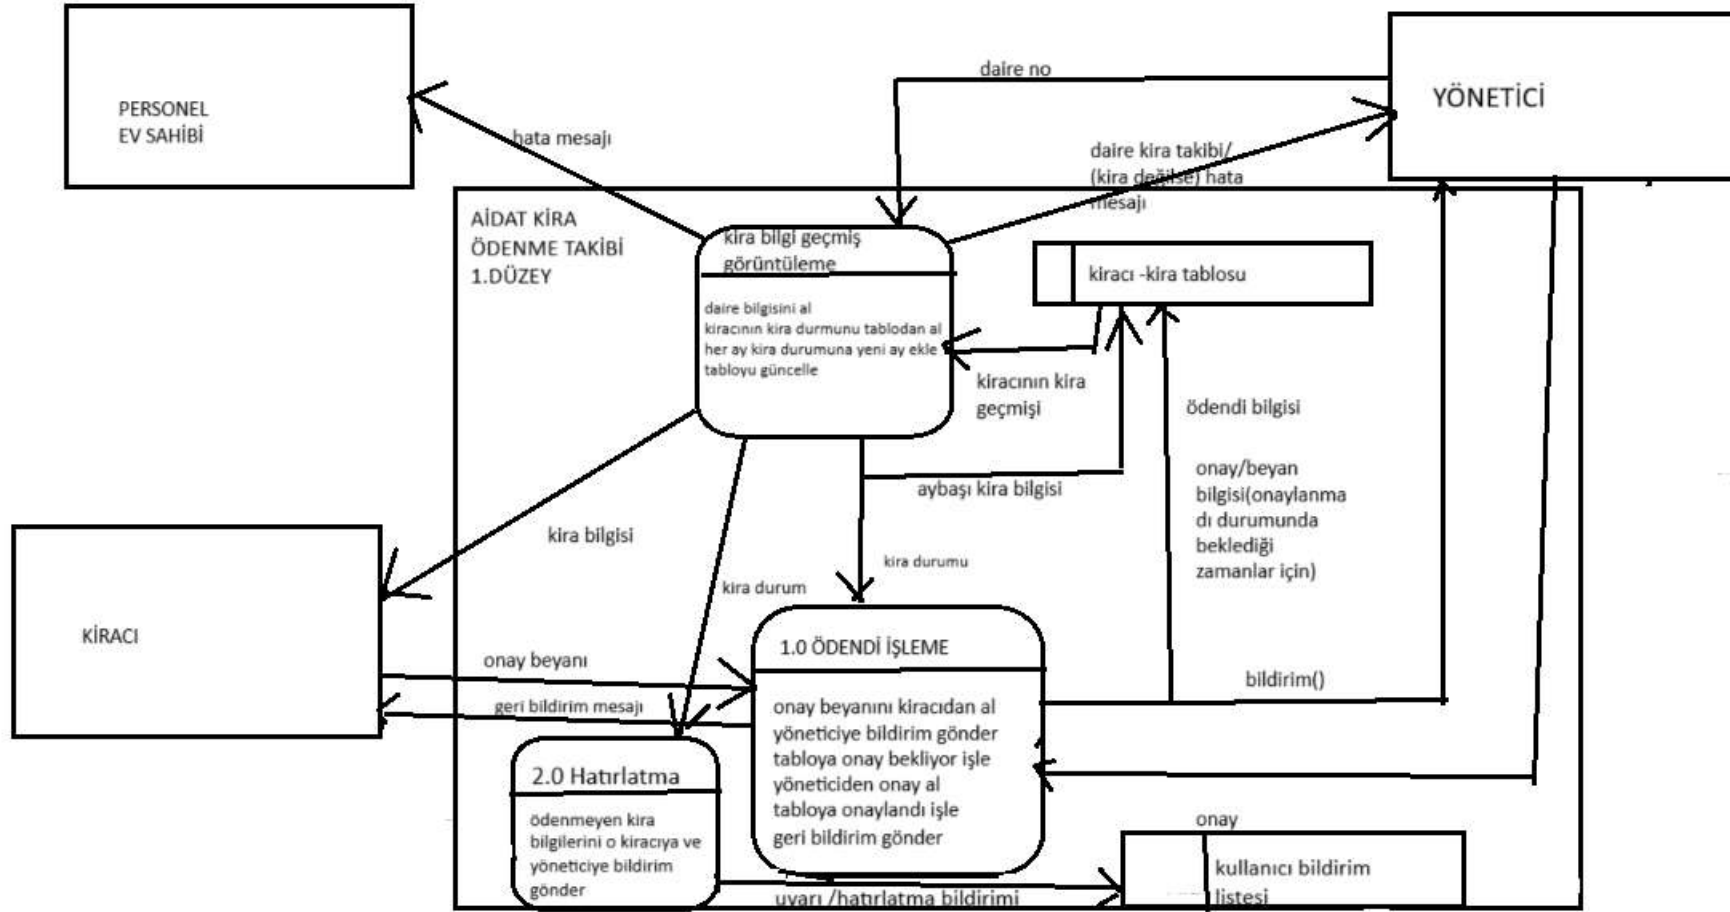 PERSONEL
EV SAHİBİ
daire no
YÖNETİCİ
hata mesajı
daire kira takibi/
(kira değilse) hata
mesajı
AİDAT KİRA
ÖDENME TAKİBİ
1.DÜZEY
kira bilgi geçmiş
görüntüleme
daire bilgisini al
kiracının kira durmunu tablodan al
her ay kira durumuna yeni ay ekle
tabloyu güncelle
kiracı -kira tablosu
kiracının kira
geçmişi
ödendi bilgisi
aybaşı kira bilgisi
onay/beyan
bilgisi(onaylanma
dı durumunda
beklediği
zamanlar için)
kira bilgisi
kira durumu
kira durum
KİRACI
onay beyanı
geri bildirim mesajı
1.0 ÖDENDİ İŞLEME
onay beyanını kiracıdan al
yöneticiye bildirim gönder
tabloya onay bekliyor işle
yöneticiden onay al
tabloya onaylandı işle
geri bildirim gönder
bildirim()
2.0 Hatırlatma
ödenmeyen kira
bilgilerini o kiracıya ve
yöneticiye bildirim
gönder
onay
kullanıcı bildirim
listesi
uyarı /hatırlatma bildirimi